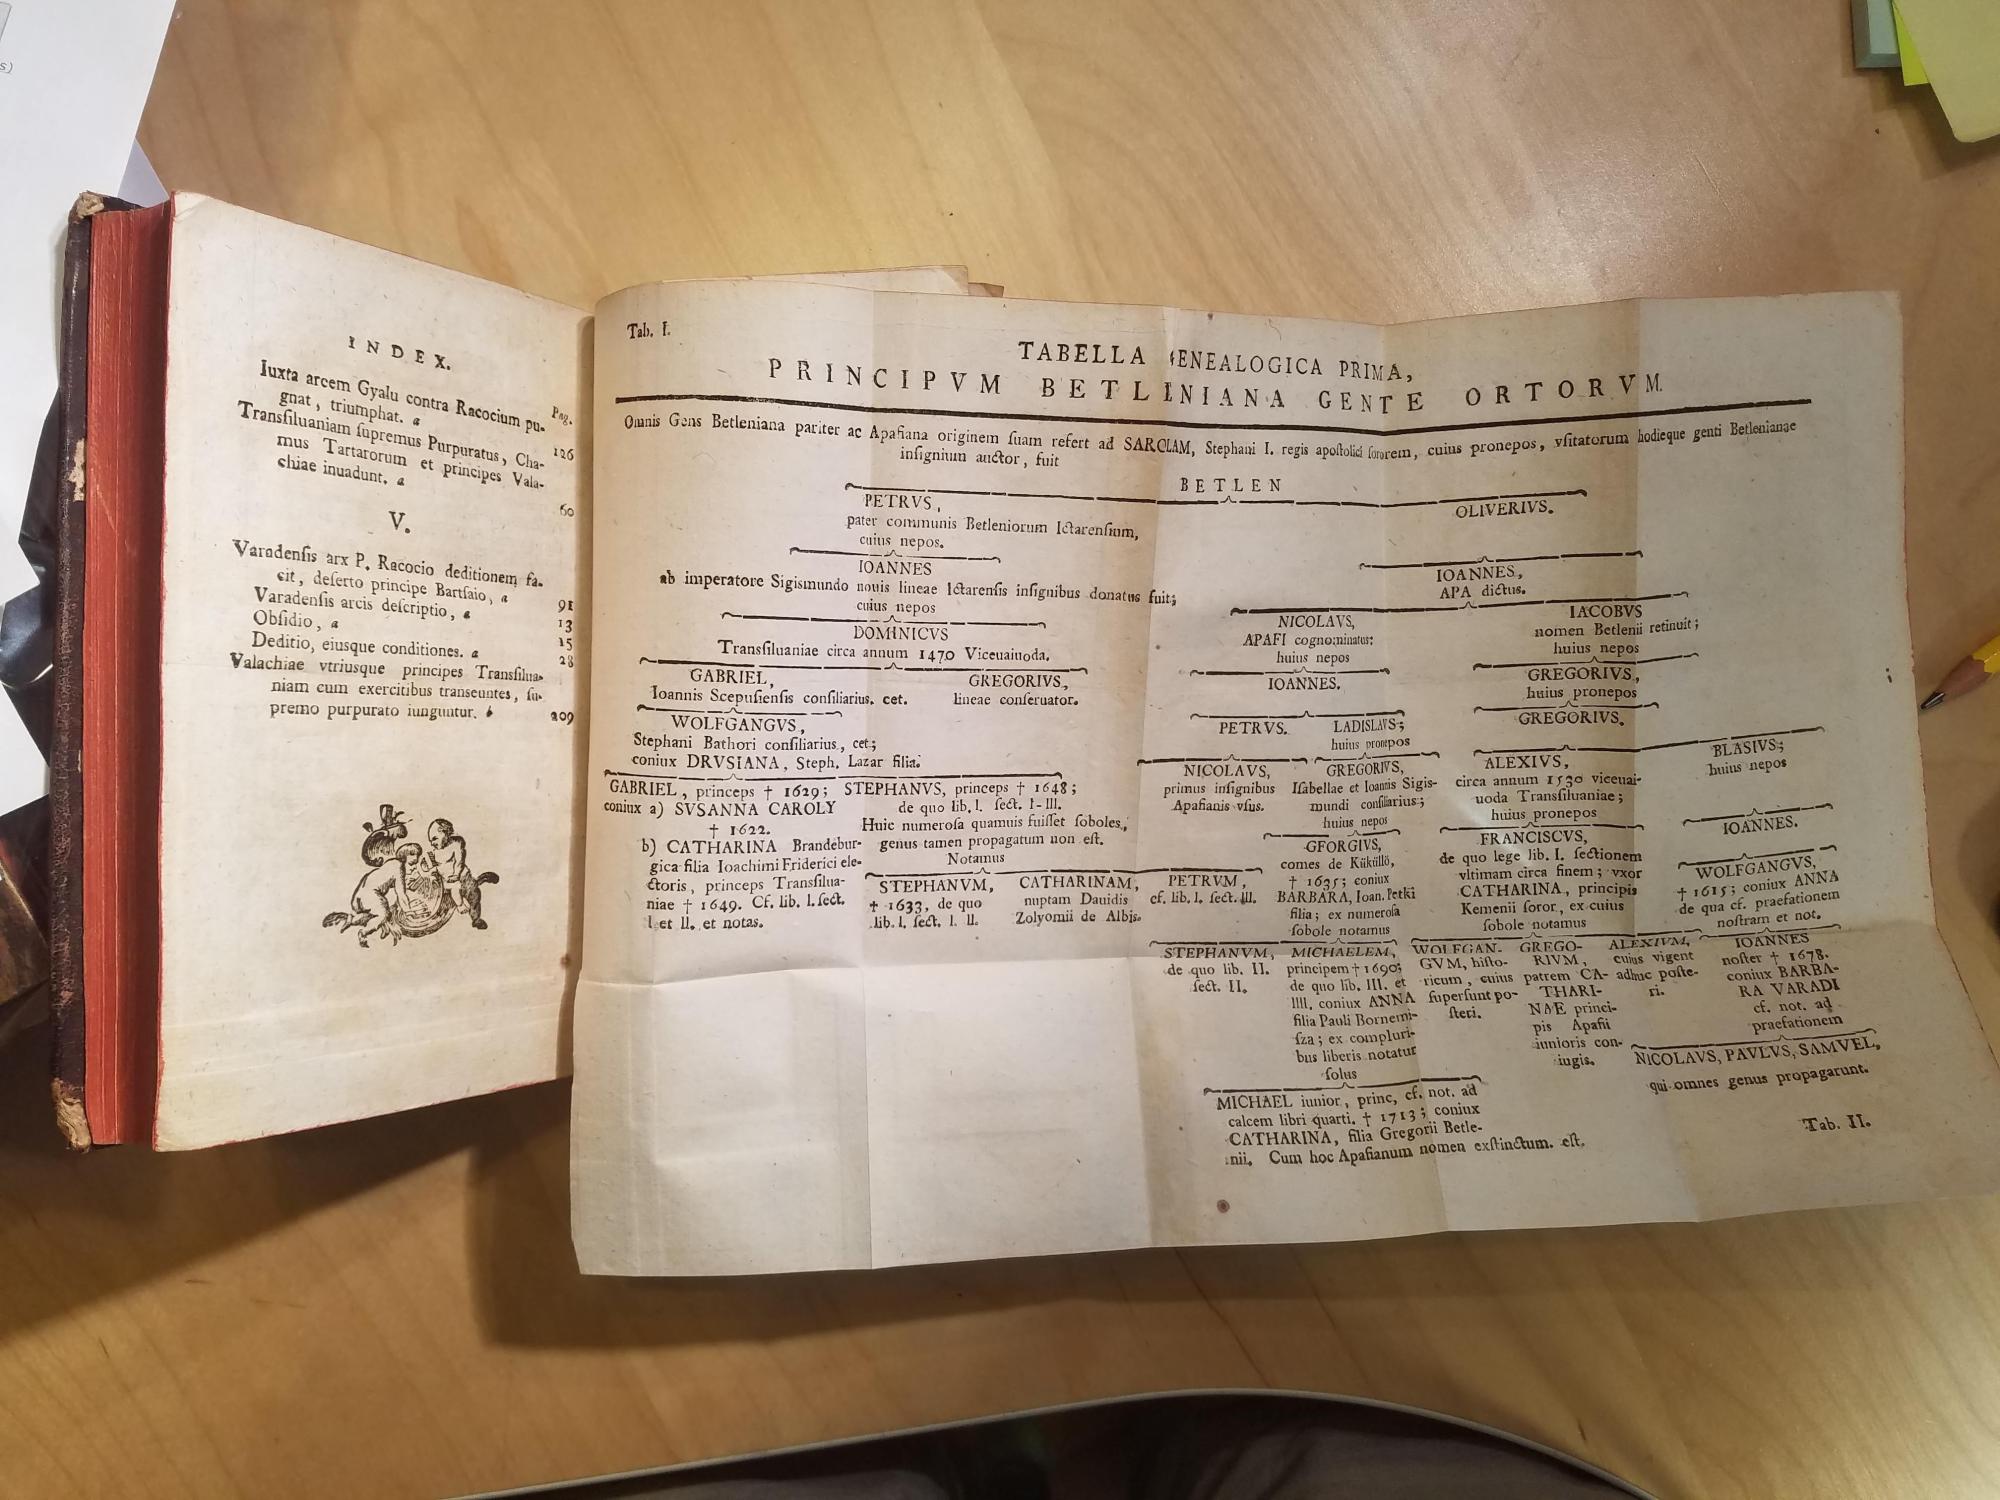 INDEX.
Pag.
Iuxta arcem Gyalu contra Racocium pu-
gnat, triumphat. a 126
Transſiluaniam ſupremus Purpuratus, Cha-
mus Tartarorum et principes Vala-
chiae inuadunt. a 60
V.
Varadenſis arx P. Racocio deditionem fa-
cit, deſerto principe Bartſaio, a 91
Varadenſis arcis deſcriptio, a 13
Obſidio, a 15
Deditio, eiusque conditiones. a 28
Valachiae vtriusque principes Transſilua-
niam cum exercitibus transeuntes, ſu-
premo purpurato iunguntur. b 209
Tab. I.
TABELLA GENEALOGICA PRIMA,
PRINCIPVM BETLENIANA GENTE ORTORVM.
Omnis Gens Betleniana pariter ac Apafiana originem ſuam refert ad SAROLAM, Stephani I. regis apoſtolici ſororem, cuius pronepos, vſitatorum hodieque genti Betlenianae
inſignium auctor, fuit
BETLEN
PETRVS,
pater communis Betleniorum Ictarenſium,
cuius nepos.
IOANNES
ab imperatore Sigismundo nouis lineae Ictarenſis inſignibus donatus fuit;
cuius nepos
DOMINICVS
Transſiluaniae circa annum 1470 Viceuaiuoda.
GABRIEL,
Ioannis Scepuſienſis conſiliarius. cet.
GREGORIVS,
lineae conſeruator.
WOLFGANGVS,
Stephani Bathori conſiliarius, cet;
coniux DRVSIANA, Steph. Lazar filia.
GABRIEL, princeps † 1629;
coniux a) SVSANNA CAROLY
† 1622.
b) CATHARINA Brandebur-
gica filia Ioachimi Friderici ele-
ctoris, princeps Transſilua-
niae † 1649. Cf. lib. I. ſect.
I et II. et notas.
STEPHANVS, princeps † 1648;
de quo lib. I. ſect. I-III.
Huic numeroſa quamuis fuiſſet ſoboles,
genus tamen propagatum non eſt.
Notamus
STEPHANVM,
† 1633, de quo
lib. I. ſect. I. II.
CATHARINAM,
nuptam Dauidis
Zolyomii de Albis.
PETRVM,
cf. lib. I. ſect. III.
OLIVERIVS.
IOANNES,
APA dictus.
NICOLAVS,
APAFI cognominatus:
huius nepos
IOANNES.
PETRVS.
LADISLAVS;
huius pronepos
NICOLAVS,
primus inſignibus
Apafianis vſus.
GREGORIVS,
Iſabellae et Ioannis Sigis-
mundi conſiliarius;
huius nepos
GEORGIVS,
comes de Küküllö,
† 1635; coniux
BARBARA, Ioan. Petki
filia; ex numeroſa
ſobole notamus
STEPHANVM,
de quo lib. II.
ſect. II.
MICHAELEM,
principem † 1690;
de quo lib. III. et
IIII. coniux ANNA
filia Pauli Bornemi-
ſza; ex compluri-
bus liberis notatur
ſolus
MICHAEL iunior, princ, cf. not. ad
calcem libri quarti. † 1713; coniux
CATHARINA, filia Gregorii Betle-
nii. Cum hoc Apafianum nomen exſtinctum. eſt.
IACOBVS
nomen Betlenii retinuit;
huius nepos
GREGORIVS,
huius pronepos
GREGORIVS.
ALEXIVS,
circa annum 1530 viceuai-
uoda Transſiluaniae;
huius pronepos
FRANCISCVS,
de quo lege lib. I. ſectionem
vltimam circa finem; vxor
CATHARINA, principis
Kemenii ſoror, ex cuius
ſobole notamus
WOLFGAN-
GVM, hiſto-
ricum, cuius
ſuperſunt po-
ſteri.
GREGO-
RIVM,
patrem CA-
THARI-
NAE princi-
pis Apafii
iunioris con-
iugis.
ALEXIVM,
cuius vigent
adhuc poſte-
ri.
BLASIVS;
huius nepos
IOANNES.
WOLFGANGVS,
† 1615; coniux ANNA
de qua cf. praefationem
noſtram et not.
IOANNES
noſter † 1678.
coniux BARBA-
RA VARADI
cf. not. ad
praefationem
NICOLAVS, PAVLVS, SAMVEL,
qui omnes genus propagarunt.
Tab. II.